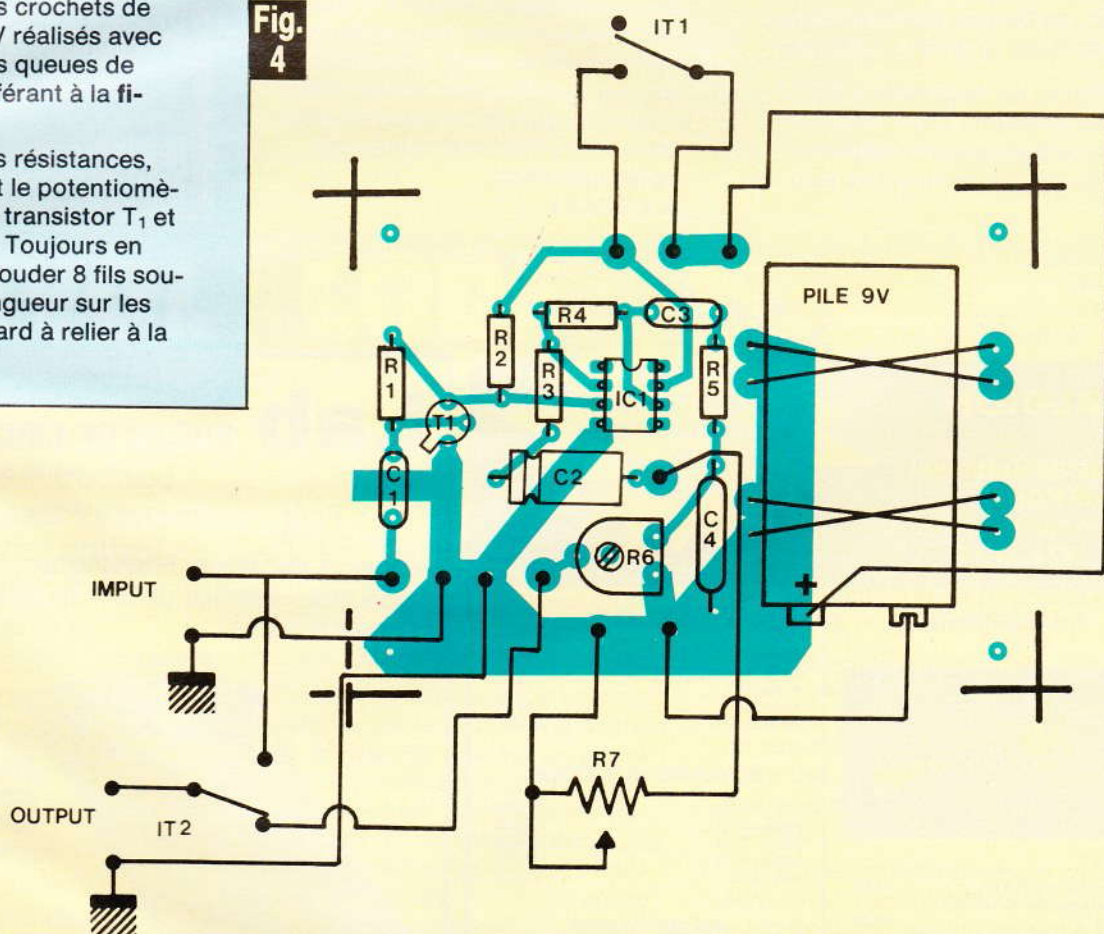 s crochets de
V réalisés avec
s queues de
férant à la fi-
s résistances,
t le potentiomè-
transistor T₁ et
Toujours en
ouder 8 fils sou-
ngueur sur les
ard à relier à la
Fig.
4
IT1
PILE 9V
R4
C3
R2
R3
R1
R5
IC1
T1
C1
C2
C4
R6
+
IMPUT
R7
OUTPUT
IT2